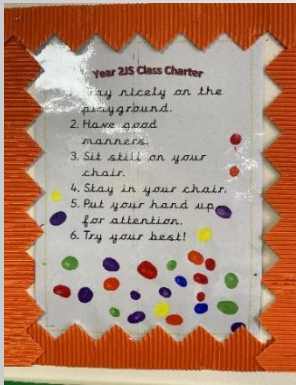 Year 2JS Class Charter
nicely on the
playground.
2. Have good
manners.
3. Sit still on your
chair.
4. Stay in your chair.
5. Put your hand up
for attention.
6. Try your best!